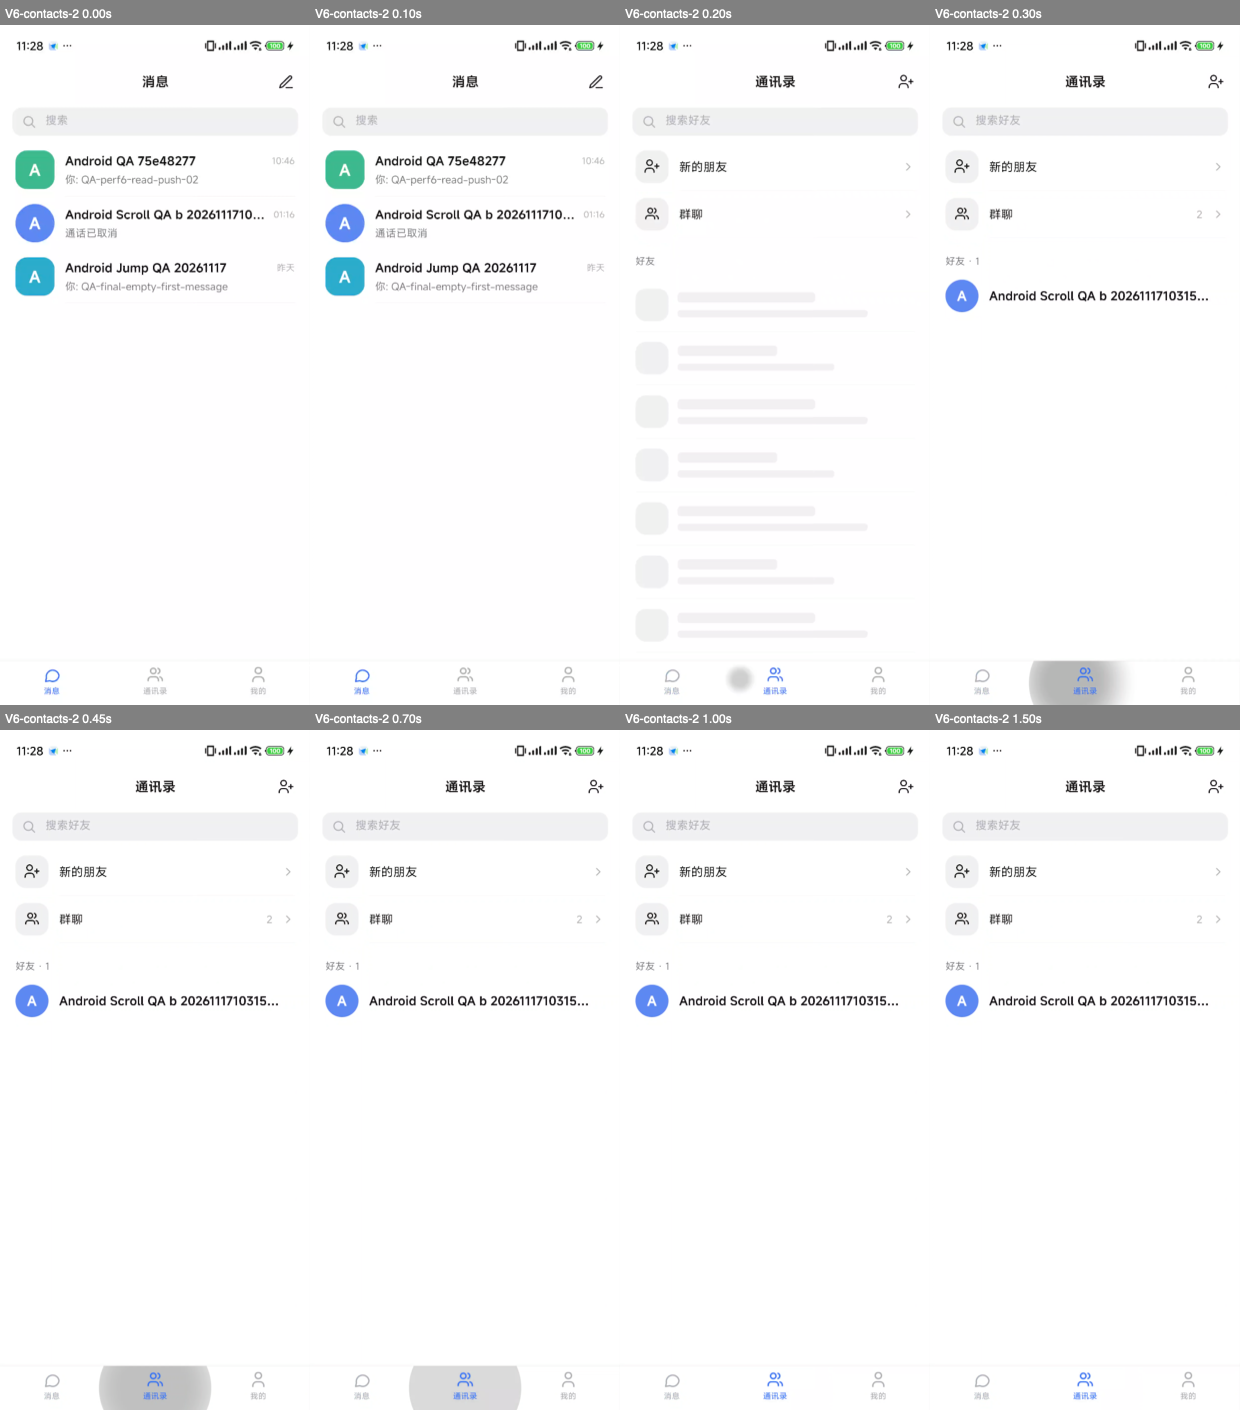 V6-contacts-2 0.00s
11:28 ··· 100
消息
搜索
Android QA 75e48277 10:46
你: QA-perf6-read-push-02
Android Scroll QA b 2026111710... 01:16
通话已取消
Android Jump QA 20261117 昨天
你: QA-final-empty-first-message
消息 通讯录 我的
V6-contacts-2 0.10s
11:28 ··· 100
消息
搜索
Android QA 75e48277 10:46
你: QA-perf6-read-push-02
Android Scroll QA b 2026111710... 01:16
通话已取消
Android Jump QA 20261117 昨天
你: QA-final-empty-first-message
消息 通讯录 我的
V6-contacts-2 0.20s
11:28 ··· 100
通讯录
搜索好友
新的朋友
群聊
好友
消息 通讯录 我的
V6-contacts-2 0.30s
11:28 ··· 100
通讯录
搜索好友
新的朋友
群聊 2
好友 · 1
A Android Scroll QA b 2026111710315...
消息 通讯录 我的
V6-contacts-2 0.45s
11:28 ··· 100
通讯录
搜索好友
新的朋友
群聊 2
好友 · 1
A Android Scroll QA b 2026111710315...
消息 通讯录 我的
V6-contacts-2 0.70s
11:28 ··· 100
通讯录
搜索好友
新的朋友
群聊 2
好友 · 1
A Android Scroll QA b 2026111710315...
消息 通讯录 我的
V6-contacts-2 1.00s
11:28 ··· 100
通讯录
搜索好友
新的朋友
群聊 2
好友 · 1
A Android Scroll QA b 2026111710315...
消息 通讯录 我的
V6-contacts-2 1.50s
11:28 ··· 100
通讯录
搜索好友
新的朋友
群聊 2
好友 · 1
A Android Scroll QA b 2026111710315...
消息 通讯录 我的